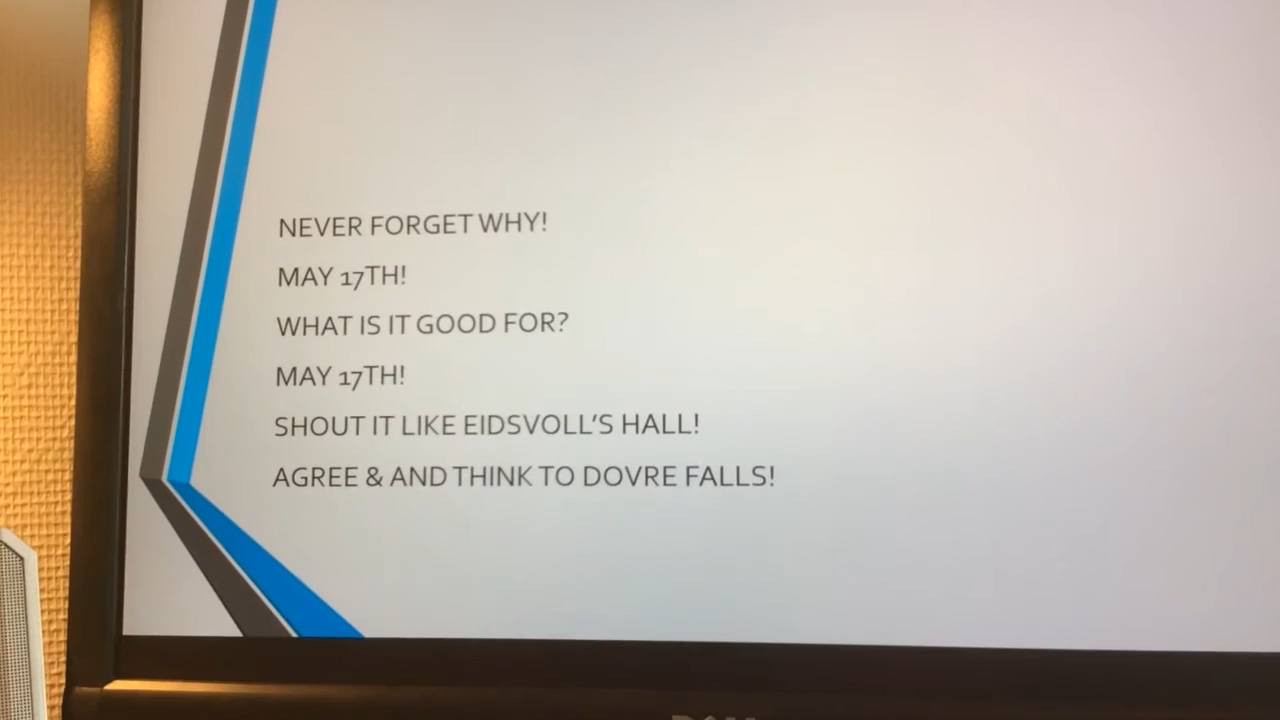 NEVER FORGET WHY!
MAY 17TH!
WHAT IS IT GOOD FOR?
MAY 17TH!
SHOUT IT LIKE EIDSVOLL'S HALL!
AGREE & AND THINK TO DOVRE FALLS!